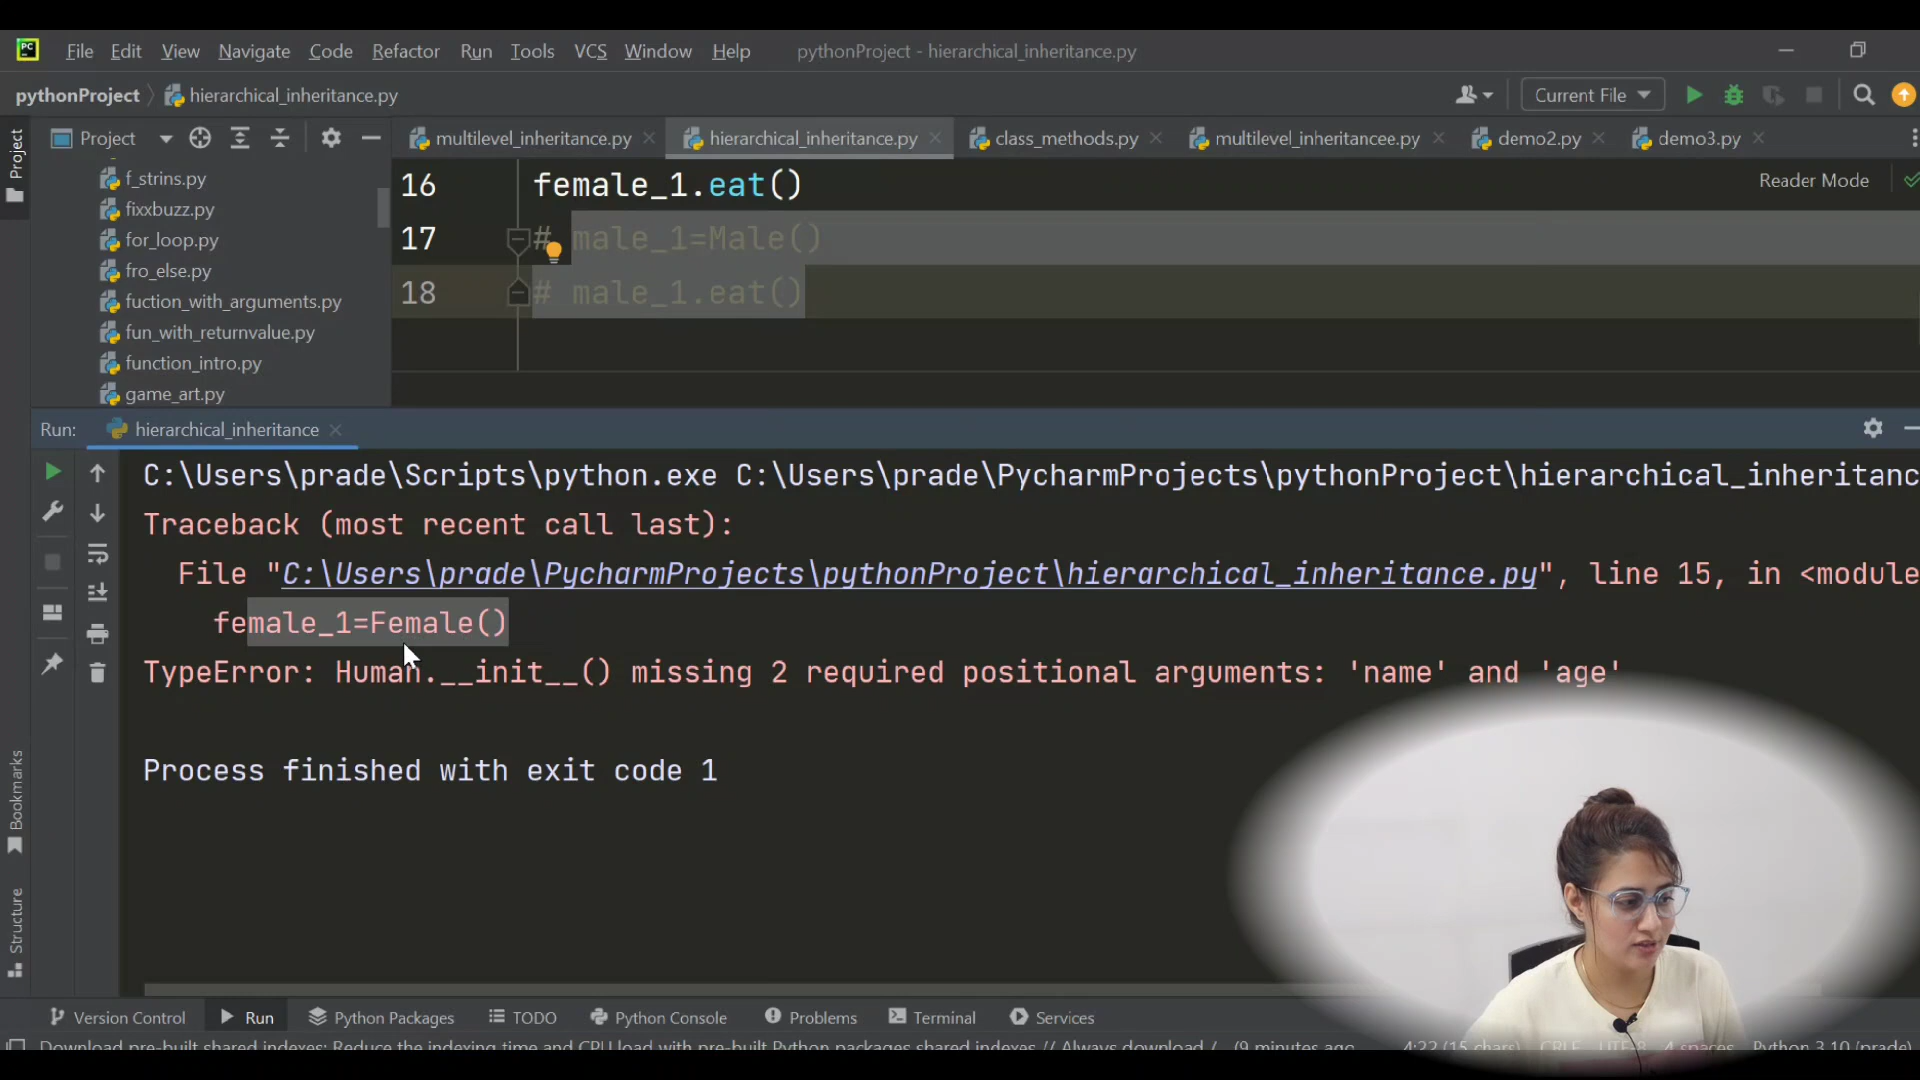 PC File Edit View Navigate Code Refactor Run Tools VCS Window Help pythonProject - hierarchical_inheritance.py
pythonProject hierarchical_inheritance.py Current File
Project multilevel_inheritance.py hierarchical_inheritance.py class_methods.py multilevel_inheritancee.py demo2.py demo3.py
Project
f_strins.py
fixxbuzz.py
for_loop.py
fro_else.py
fuction_with_arguments.py
fun_with_returnvalue.py
function_intro.py
game_art.py
16 female_1.eat() Reader Mode
17 # male_1=Male()
18 # male_1.eat()
Run: hierarchical_inheritance
C:\Users\prade\Scripts\python.exe C:\Users\prade\PycharmProjects\pythonProject\hierarchical_inheritanc
Traceback (most recent call last):
File "C:\Users\prade\PycharmProjects\pythonProject\hierarchical_inheritance.py", line 15, in <module
female_1=Female()
TypeError: Human.__init__() missing 2 required positional arguments: 'name' and 'age'
Process finished with exit code 1
Bookmarks
Structure
Version Control Run Python Packages TODO Python Console Problems Terminal Services
Download pre-built shared indexes: Reduce the indexing time and CPU load with pre-built Python packages shared indexes // Always download / (9 minutes ago 4:22 (15 chars) CRLF UTF-8 4 spaces Python 3.10 (prade)